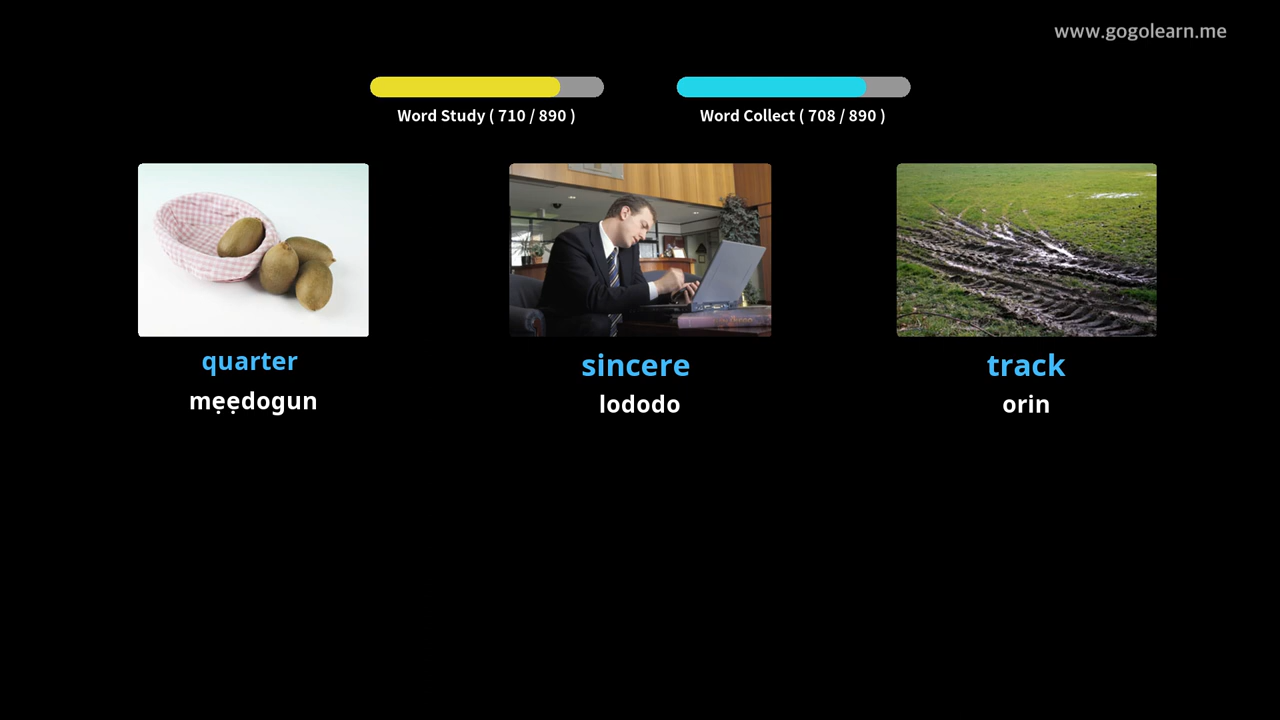 www.gogolearn.me
Word Study ( 710 / 890 )
Word Collect ( 708 / 890 )
quarter
mẹẹdogun
sincere
lododo
track
orin